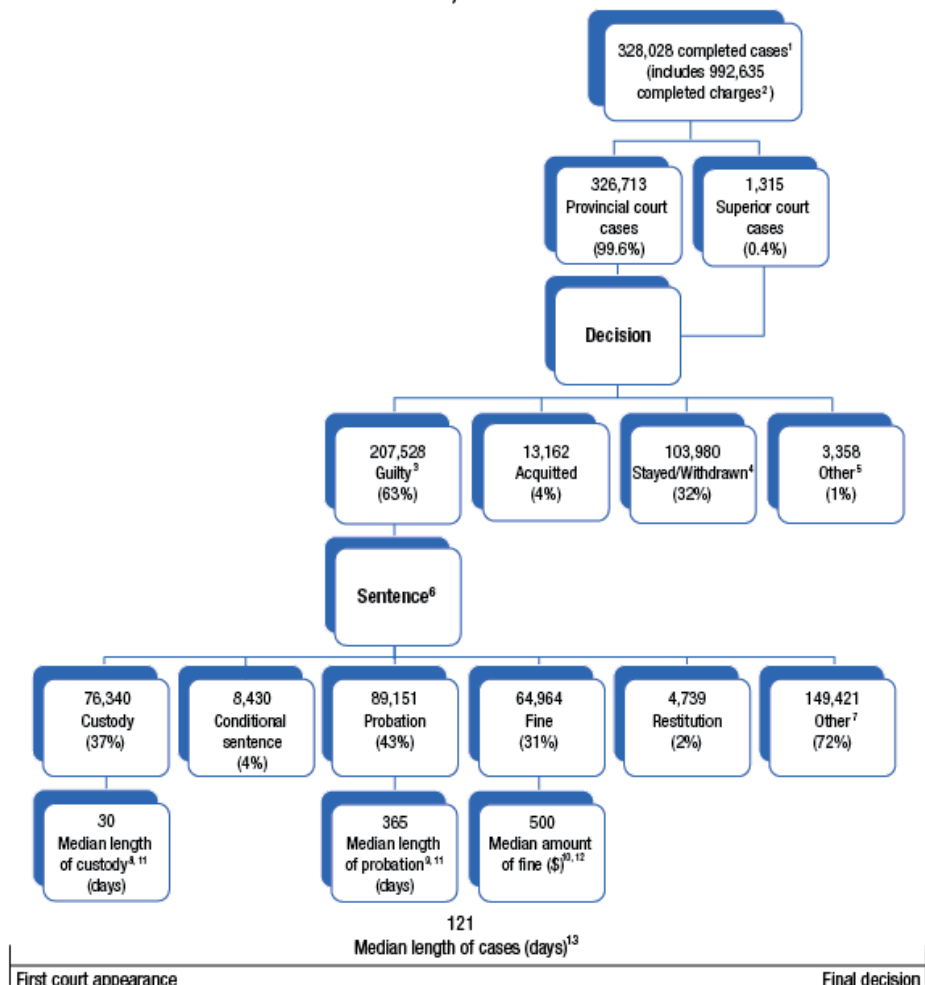 328,028 completed cases¹
(includes 992,635
completed charges²)
326,713
Provincial court
cases
(99.6%)
1,315
Superior court
cases
(0.4%)
Decision
207,528
Guilty³
(63%)
13,162
Acquitted
(4%)
103,980
Stayed/Withdrawn⁴
(32%)
3,358
Other⁵
(1%)
Sentence⁶
76,340
Custody
(37%)
8,430
Conditional
sentence
(4%)
89,151
Probation
(43%)
64,964
Fine
(31%)
4,739
Restitution
(2%)
149,421
Other⁷
(72%)
30
Median length
of custody⁸, ¹¹
(days)
365
Median length
of probation⁹, ¹¹
(days)
500
Median amount
of fine ($)¹⁰, ¹²
121
Median length of cases (days)¹³
First court appearance
Final decision